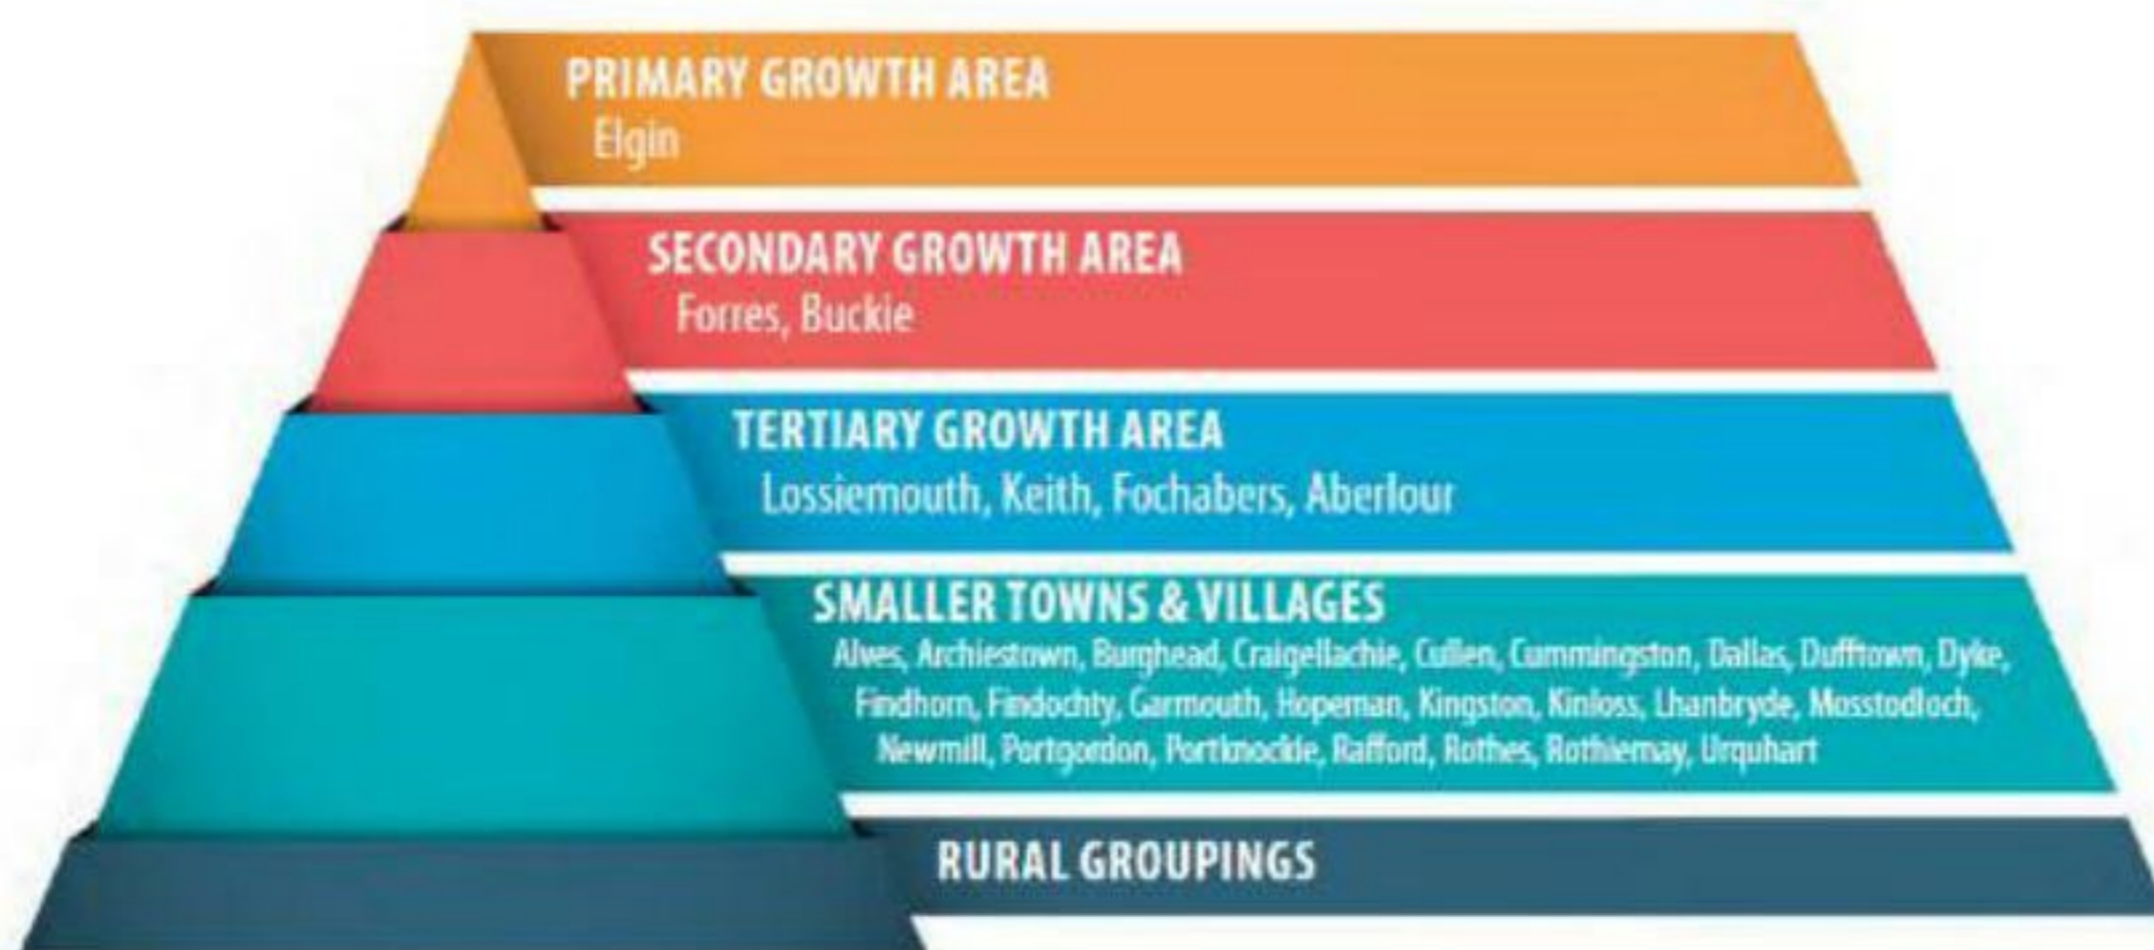 PRIMARY GROWTH AREA
Elgin
SECONDARY GROWTH AREA
Forres, Buckie
TERTIARY GROWTH AREA
Lossiemouth, Keith, Fochabers, Aberlour
SMALLER TOWNS & VILLAGES
Alves, Archiestown, Burghead, Craigellachie, Cullen, Cummingston, Dallas, Dufftown, Dyke,
Findhorn, Findochty, Garmouth, Hopeman, Kingston, Kinloss, Lhanbryde, Mosstodloch,
Newmill, Portgordon, Portknockie, Rafford, Rothes, Rothiemay, Urquhart
RURAL GROUPINGS